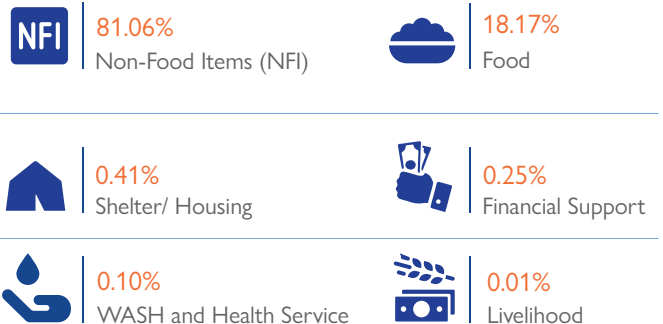 NFI
81.06%
Non-Food Items (NFI)
18.17%
Food
0.41%
Shelter/ Housing
0.25%
Financial Support
0.10%
WASH and Health Service
0.01%
Livelihood